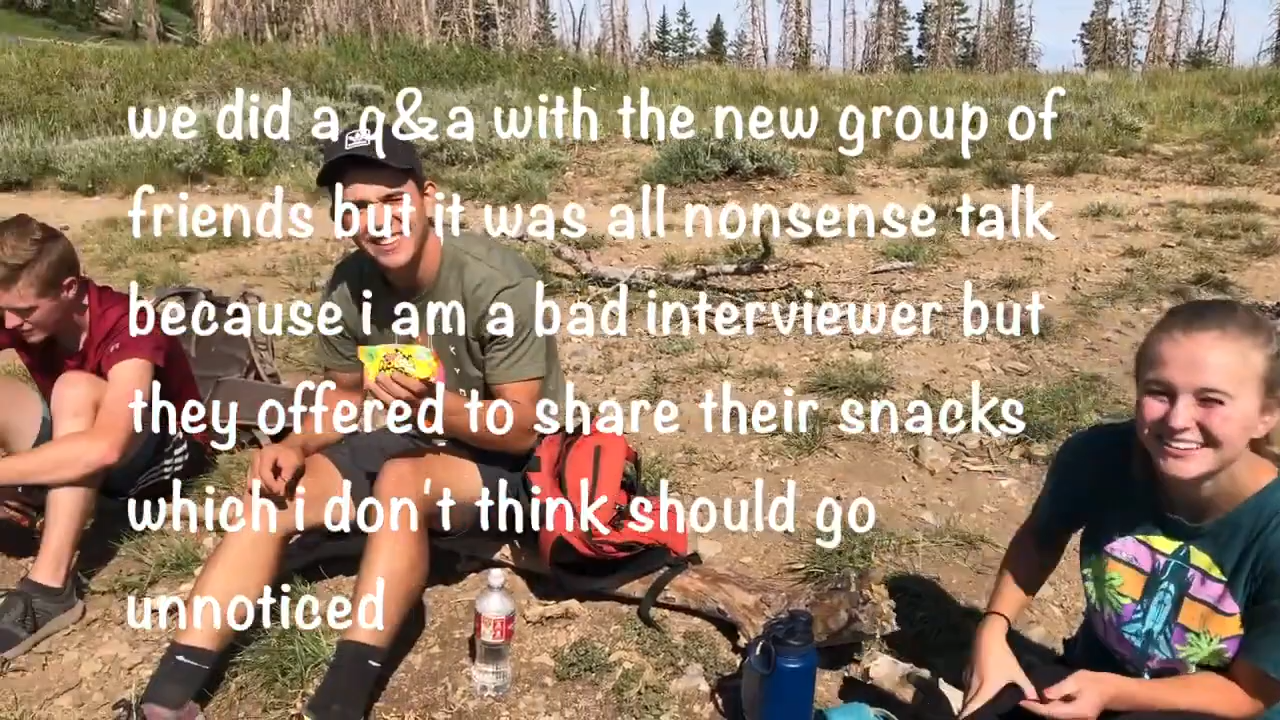 we did a q&a with the new group of
friends but it was all nonsense talk
because i am a bad interviewer but
they offered to share their snacks
which i don't think should go
unnoticed